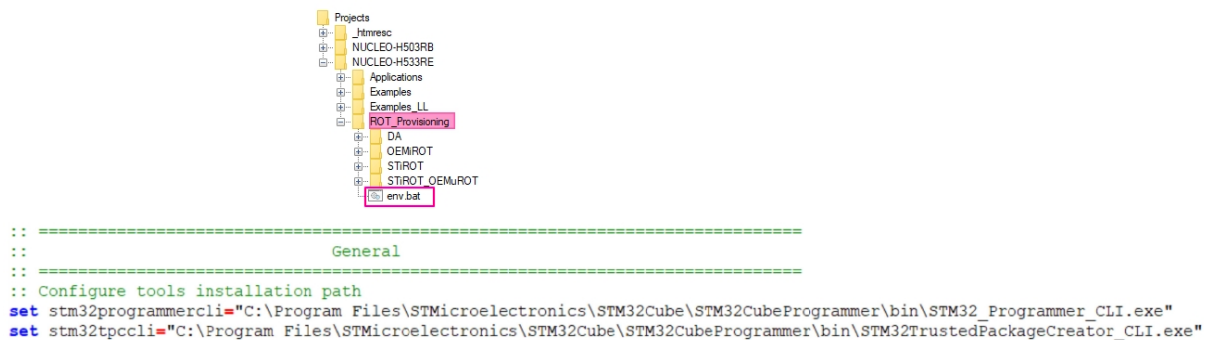 Projects
_htmresc
NUCLEO-H503RB
NUCLEO-H533RE
Applications
Examples
Examples_LL
ROT_Provisioning
DA
OEMiROT
STiROT
STiROT_OEMuROT
env.bat
:: =============================================================================
:: General
:: =============================================================================
:: Configure tools installation path
set stm32programmercli="C:\Program Files\STMicroelectronics\STM32Cube\STM32CubeProgrammer\bin\STM32_Programmer_CLI.exe"
set stm32tpccli="C:\Program Files\STMicroelectronics\STM32Cube\STM32CubeProgrammer\bin\STM32TrustedPackageCreator_CLI.exe"